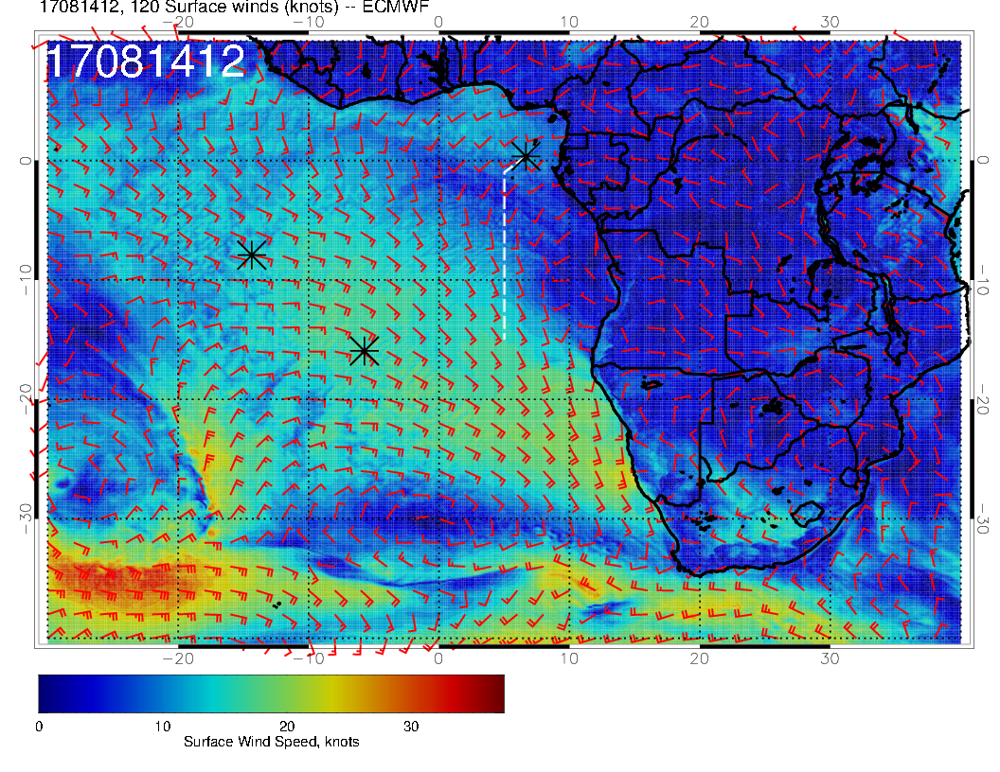 17081412, 120 Surface winds (knots) -- ECMWF
−20 −10 0 10 20 30
17081412
0 0
−10 −10
−20 −20
−30 −30
−20 −10 0 10 20 30
0 10 20 30
Surface Wind Speed, knots